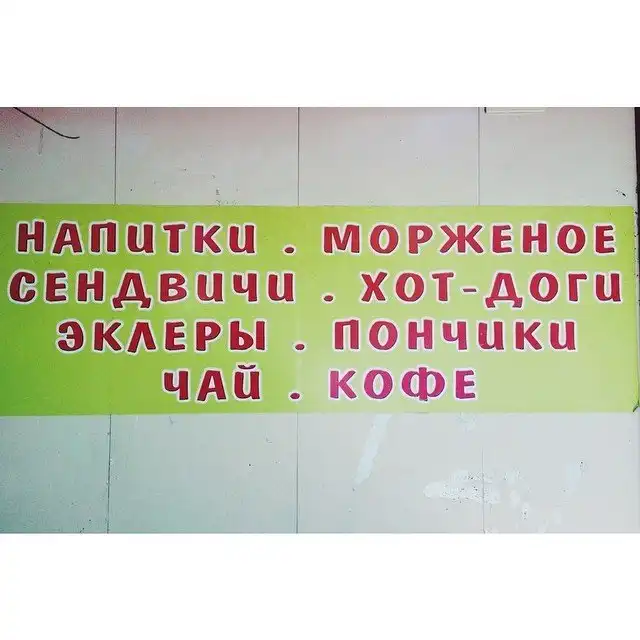 НАПИТКИ . МОРЖЕНОЕ
СЕНДВИЧИ . ХОТ-ДОГИ
ЭКЛЕРЫ . ПОНЧИКИ
ЧАЙ . КОФЕ